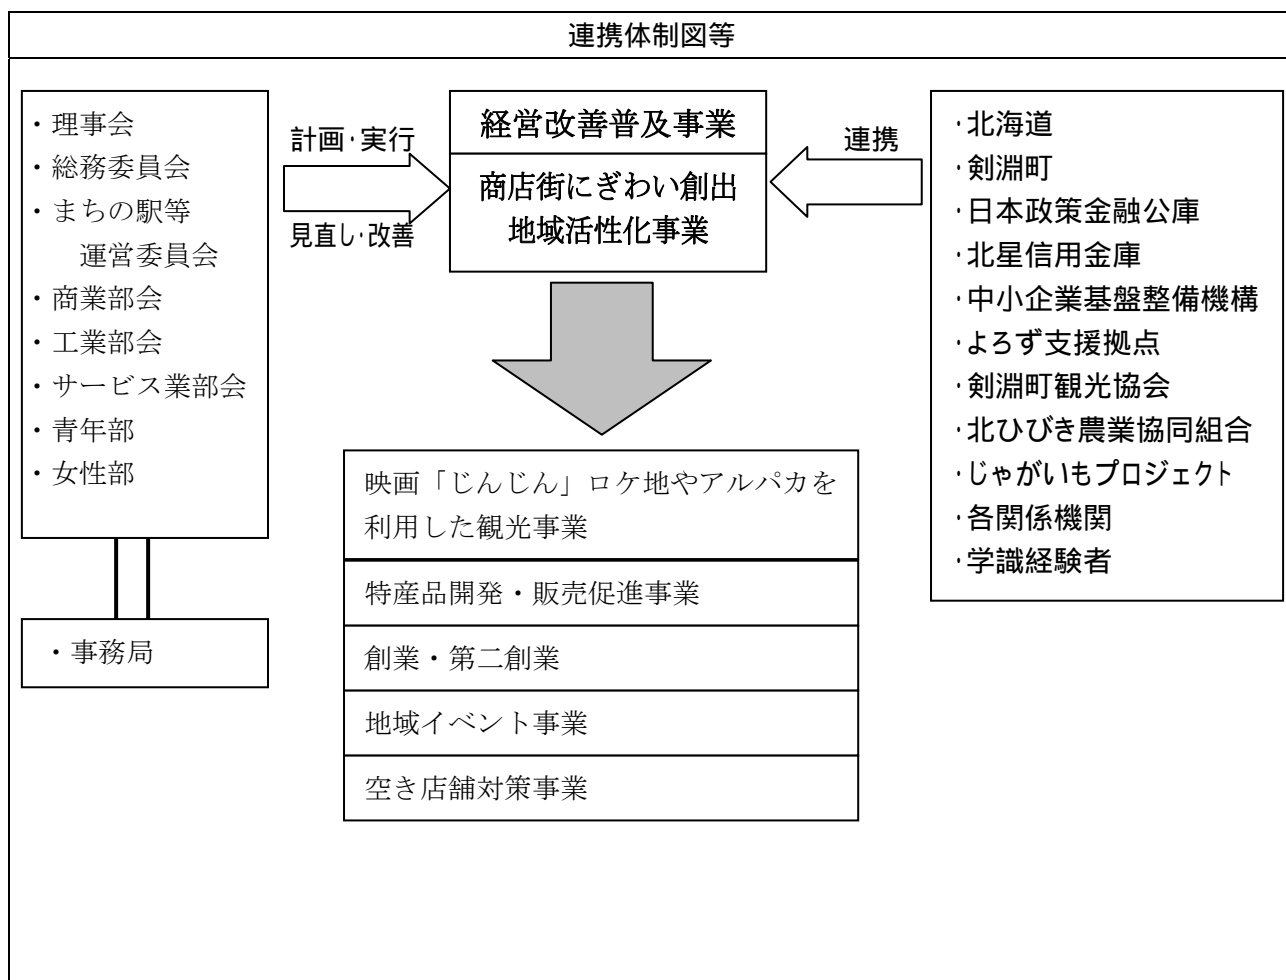 連携体制図等
・理事会
・総務委員会
・まちの駅等
運営委員会
・商業部会
・工業部会
・サービス業部会
・青年部
・女性部
・事務局
計画・実行
見直し・改善
経営改善普及事業
商店街にぎわい創出
地域活性化事業
連携
・北海道
・剣淵町
・日本政策金融公庫
・北星信用金庫
・中小企業基盤整備機構
・よろず支援拠点
・剣淵町観光協会
・北ひびき農業協同組合
・じゃがいもプロジェクト
・各関係機関
・学識経験者
映画「じんじん」ロケ地やアルパカを
利用した観光事業
特産品開発・販売促進事業
創業・第二創業
地域イベント事業
空き店舗対策事業